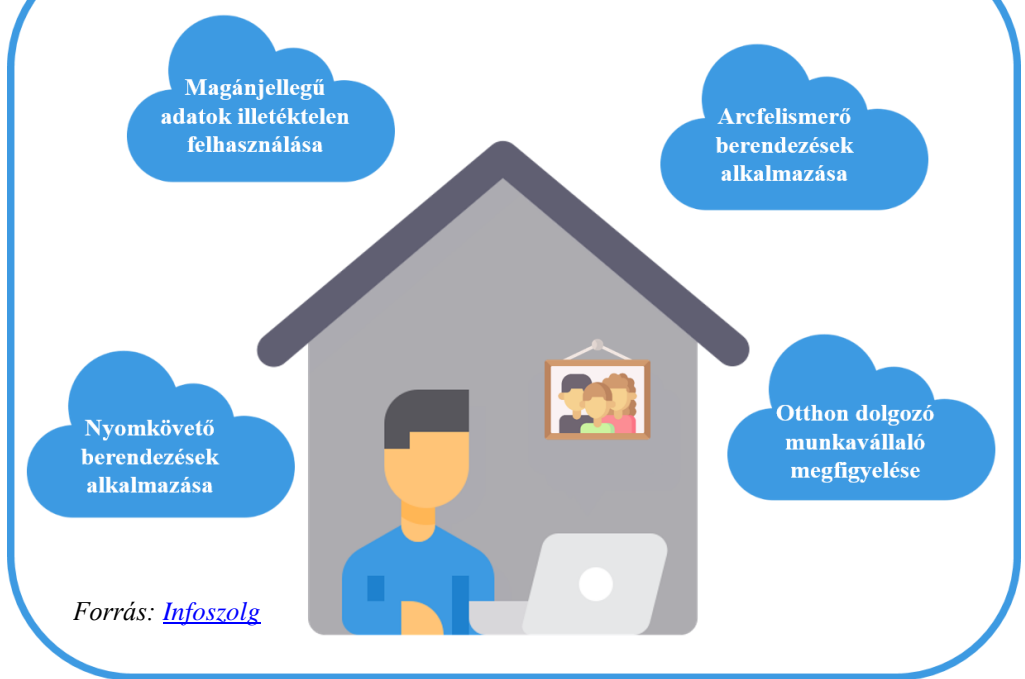 Magánjellegű
adatok illetéktelen
felhasználása
Arcfelismerő
berendezések
alkalmazása
Nyomkövető
berendezések
alkalmazása
Otthon dolgozó
munkavállaló
megfigyelése
Forrás: Infoszolg